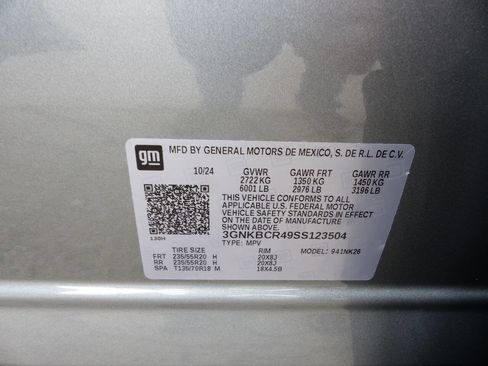 gm
MFD BY GENERAL MOTORS DE MEXICO, S. DE R.L. DE C.V.
10/24 GVWR GAWR FRT GAWR RR
2722 KG 1350 KG 1450 KG
6001 LB 2976 LB 3196 LB
THIS VEHICLE CONFORMS TO ALL
APPLICABLE U.S. FEDERAL MOTOR
VEHICLE SAFETY STANDARDS IN EFFECT
ON THE DATE OF MANUFACTURE
SHOWN ABOVE.
3GNKBCR49SS123504
130H TYPE: MPV MODEL: 941NK26
TIRE SIZE RIM
FRT 235/55R20 H 20X8J
RR 235/55R20 H 20X8J
SPA T135/70R18 M 18X4.5B